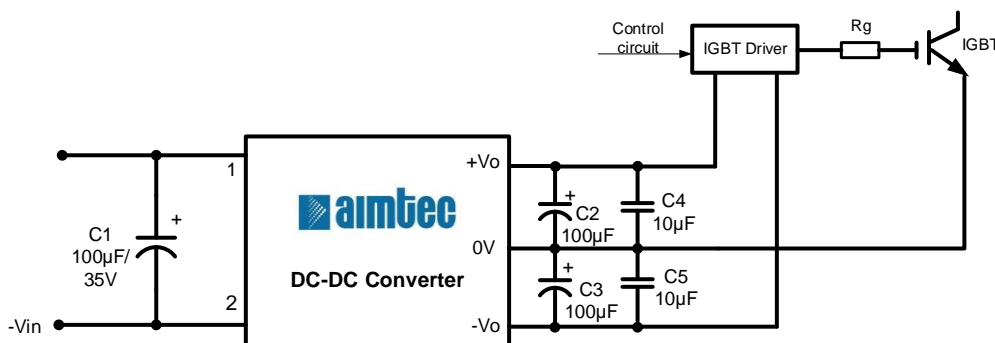 Control
circuit
IGBT Driver
Rg
IGBT
1
+Vo
aimtec
C1
100µF/
35V
+
+
C2
100µF
C4
10µF
0V
DC-DC Converter
+
C3
100µF
C5
10µF
2
-Vin
-Vo